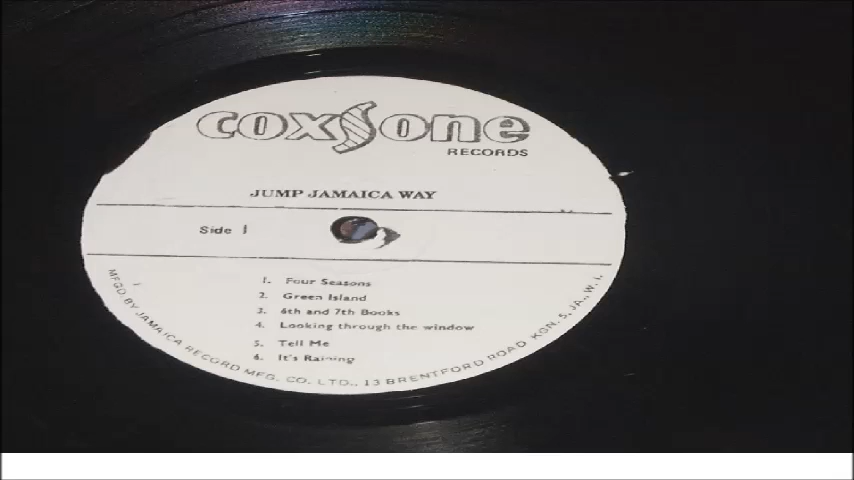 coxsone
RECORDS
JUMP JAMAICA WAY
Side 1
1. Four Seasons
2. Green Island
3. 6th and 7th Books
4. Looking through the window
5. Tell Me
6. It's Raining
MFGD. BY JAMAICA RECORD MFG. CO. LTD., 13 BRENTFORD ROAD KGN. 5, JA., W. I.